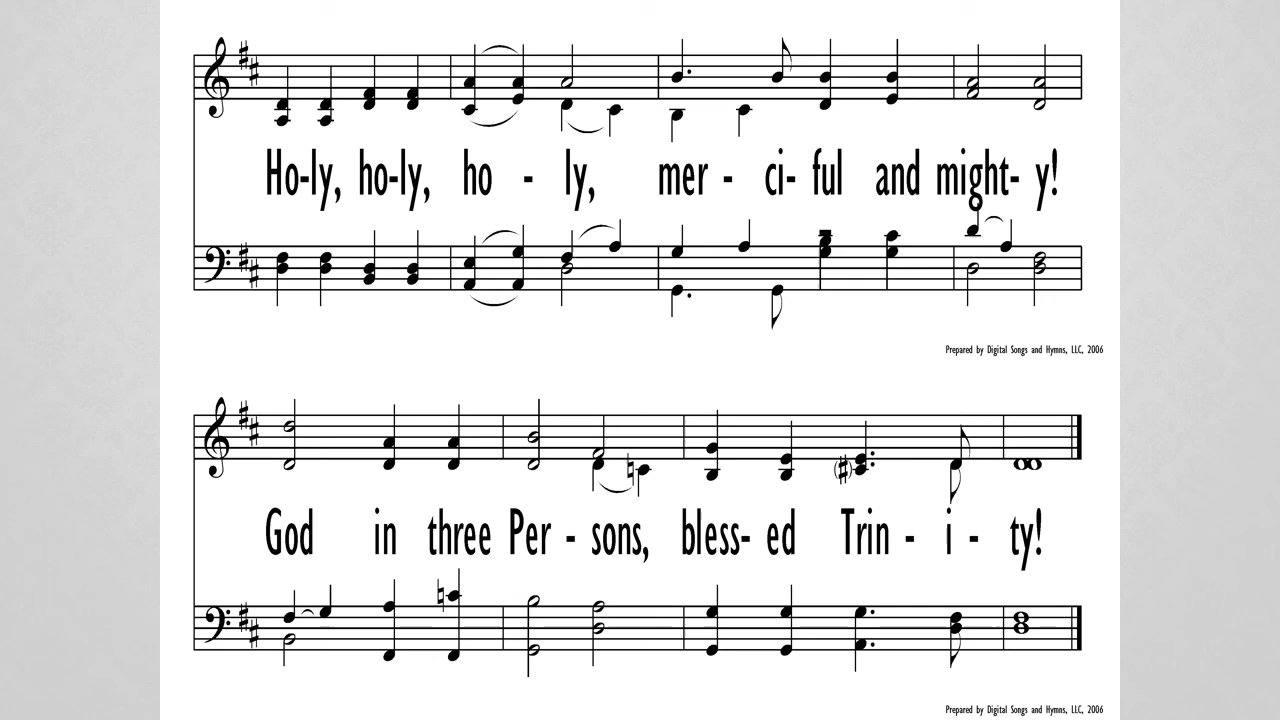 Ho-ly, ho-ly, ho - ly, mer - ci- ful and might- y!
Prepared by Digital Songs and Hymns, LLC, 2006
God in three Per - sons, bless- ed Trin - i - ty!
Prepared by Digital Songs and Hymns, LLC, 2006